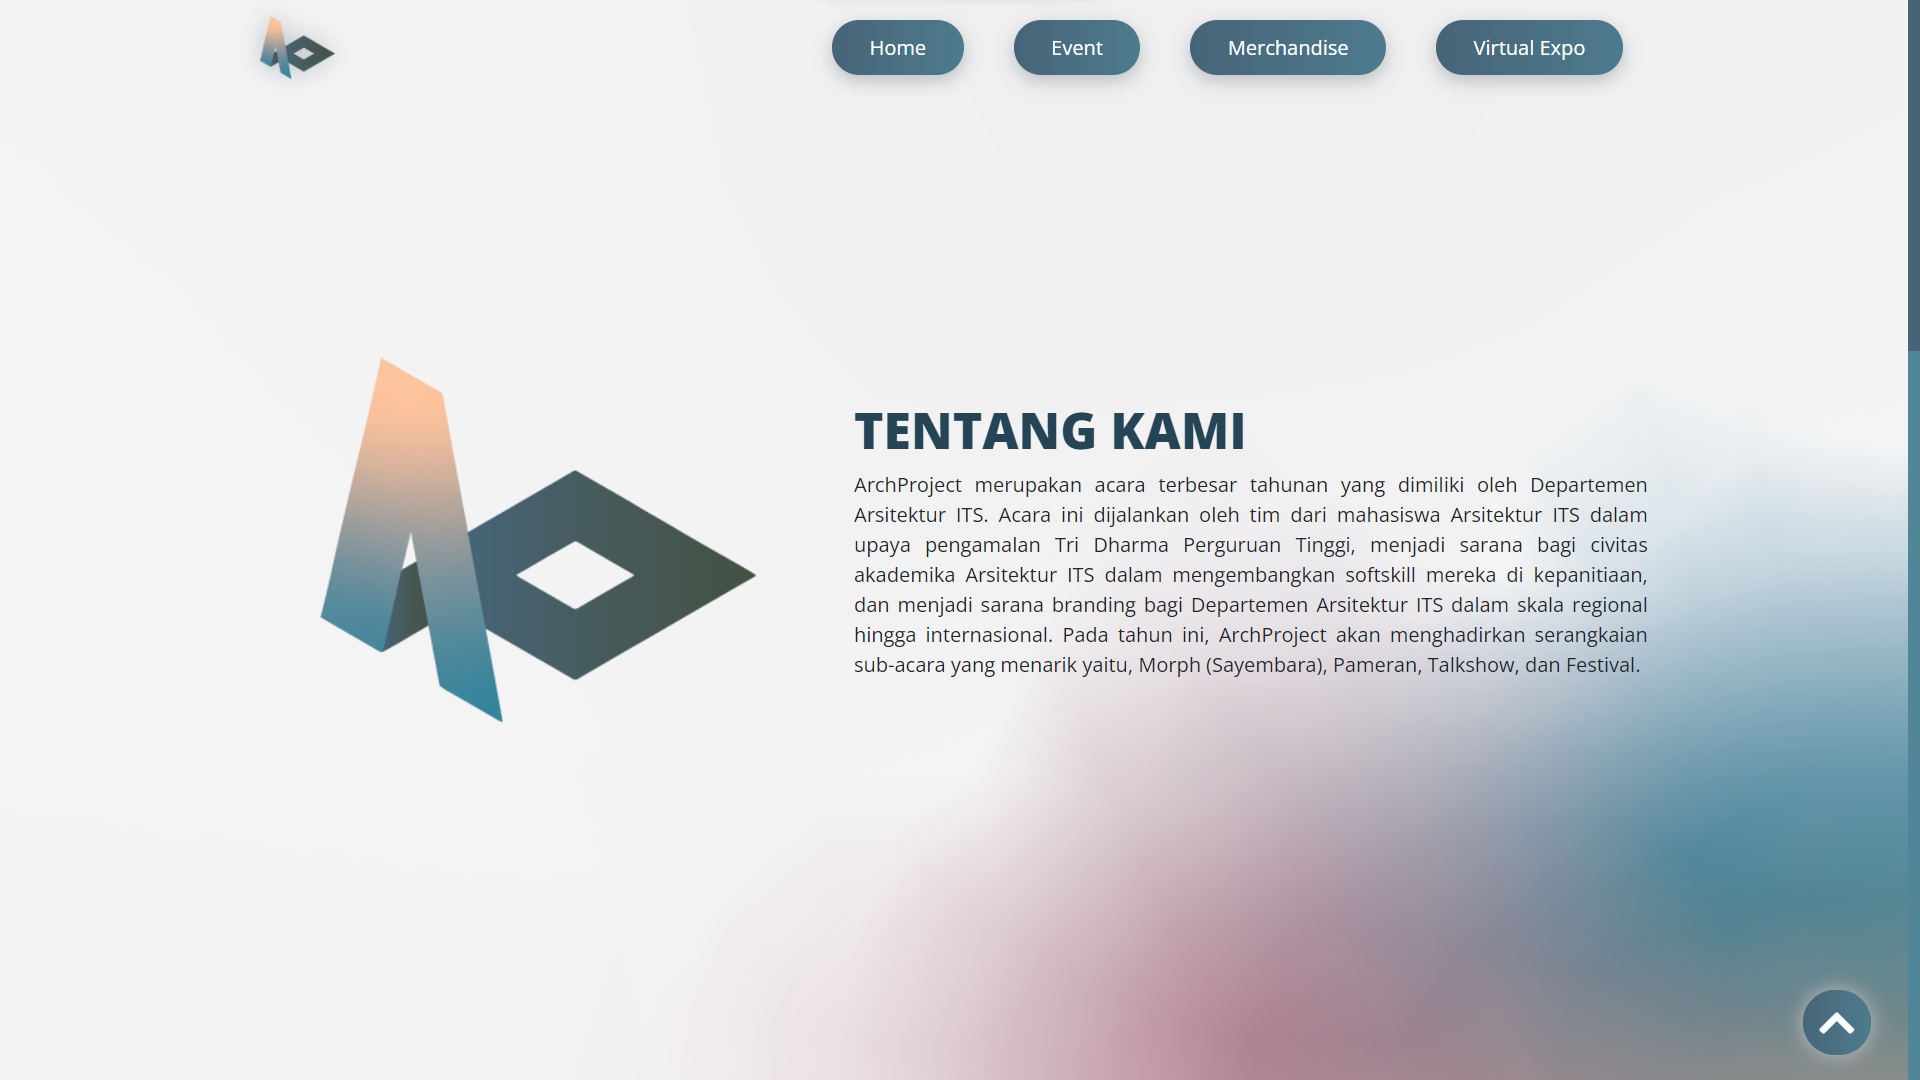 Home
Event
Merchandise
Virtual Expo
TENTANG KAMI
ArchProject merupakan acara terbesar tahunan yang dimiliki oleh Departemen
Arsitektur ITS. Acara ini dijalankan oleh tim dari mahasiswa Arsitektur ITS dalam
upaya pengamalan Tri Dharma Perguruan Tinggi, menjadi sarana bagi civitas
akademika Arsitektur ITS dalam mengembangkan softskill mereka di kepanitiaan,
dan menjadi sarana branding bagi Departemen Arsitektur ITS dalam skala regional
hingga internasional. Pada tahun ini, ArchProject akan menghadirkan serangkaian
sub-acara yang menarik yaitu, Morph (Sayembara), Pameran, Talkshow, dan Festival.